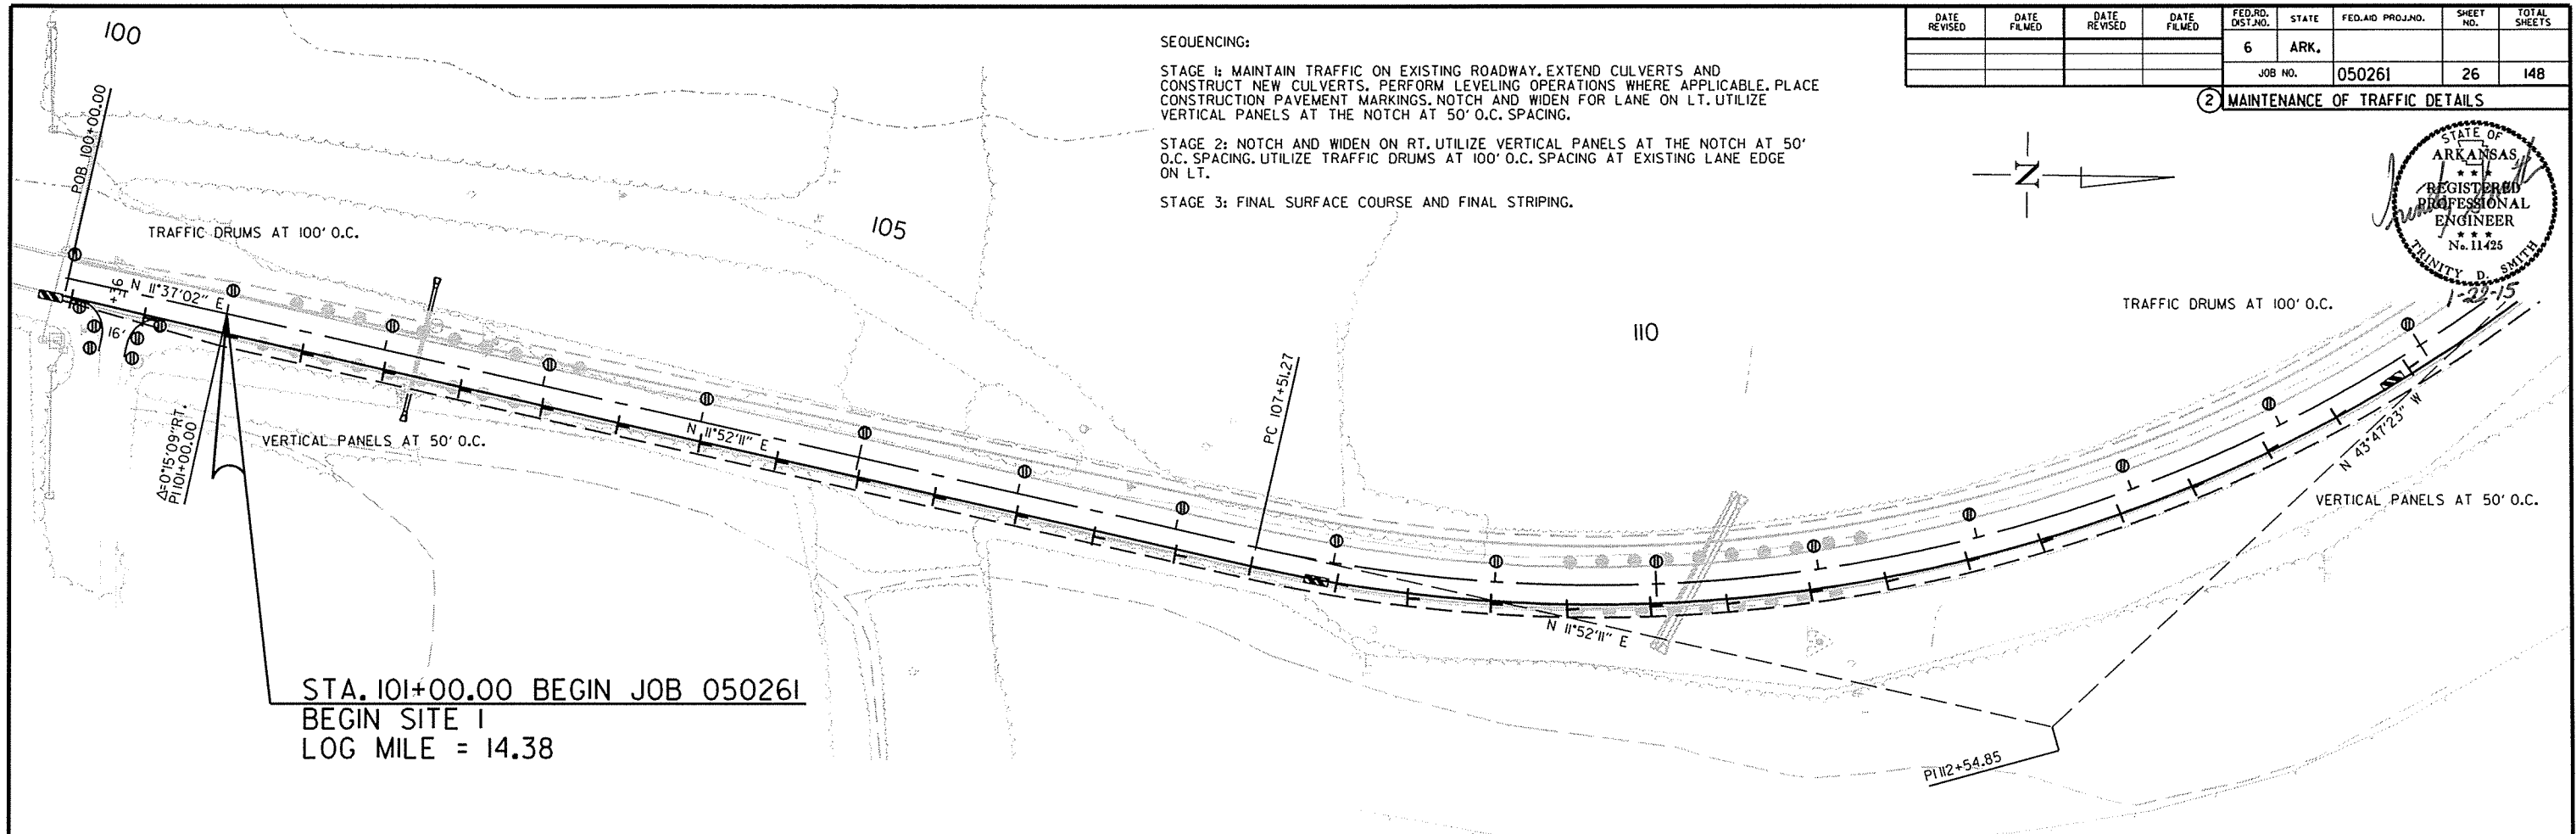 100
POB 100+00.00
TRAFFIC DRUMS AT 100' O.C.
SEQUENCING:
STAGE 1: MAINTAIN TRAFFIC ON EXISTING ROADWAY. EXTEND CULVERTS AND
CONSTRUCT NEW CULVERTS. PERFORM LEVELING OPERATIONS WHERE APPLICABLE. PLACE
CONSTRUCTION PAVEMENT MARKINGS. NOTCH AND WIDEN FOR LANE ON LT. UTILIZE
VERTICAL PANELS AT THE NOTCH AT 50' O.C. SPACING.
STAGE 2: NOTCH AND WIDEN ON RT. UTILIZE VERTICAL PANELS AT THE NOTCH AT 50'
O.C. SPACING. UTILIZE TRAFFIC DRUMS AT 100' O.C. SPACING AT EXISTING LANE EDGE
ON LT.
STAGE 3: FINAL SURFACE COURSE AND FINAL STRIPING.
DATE REVISED
DATE FILMED
DATE REVISED
DATE FILMED
FED.RD. DIST.NO.
STATE
FED.AID PROJ.NO.
SHEET NO.
TOTAL SHEETS
6
ARK.
JOB NO.
050261
26
148
2 MAINTENANCE OF TRAFFIC DETAILS
N
STATE OF
ARKANSAS
★ ★ ★
REGISTERED
PROFESSIONAL
ENGINEER
★ ★ ★
No. 11425
TRINITY D. SMITH
1-22-15
TRAFFIC DRUMS AT 100' O.C.
105
110
N 11°37'02" E
+36
16'
Δ=0°15'09"RT.
PI 101+00.00
VERTICAL PANELS AT 50' O.C.
N 11°52'11" E
PC 107+51.27
N 11°52'11" E
N 43°47'23" W
VERTICAL PANELS AT 50' O.C.
PI 112+54.85
STA. 101+00.00 BEGIN JOB 050261
BEGIN SITE 1
LOG MILE = 14.38